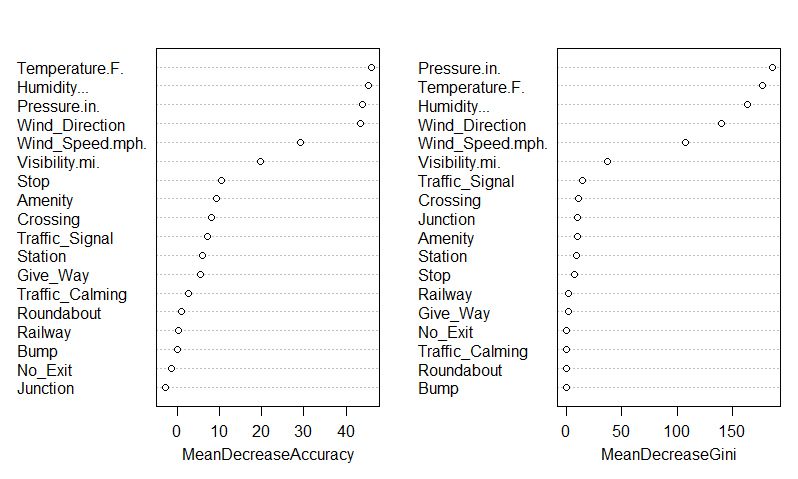 Temperature.F.
Humidity...
Pressure.in.
Wind_Direction
Wind_Speed.mph.
Visibility.mi.
Stop
Amenity
Crossing
Traffic_Signal
Station
Give_Way
Traffic_Calming
Roundabout
Railway
Bump
No_Exit
Junction
0 10 20 30 40
MeanDecreaseAccuracy
Pressure.in.
Temperature.F.
Humidity...
Wind_Direction
Wind_Speed.mph.
Visibility.mi.
Traffic_Signal
Crossing
Junction
Amenity
Station
Stop
Railway
Give_Way
No_Exit
Traffic_Calming
Roundabout
Bump
0 50 100 150
MeanDecreaseGini